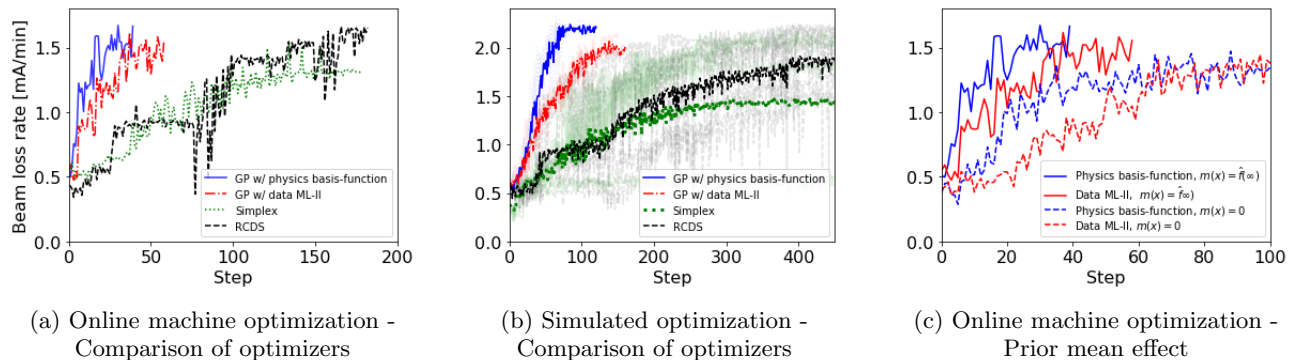 Beam loss rate [mA/min]
1.5
1.0
0.5
0.0
GP w/ physics basis-function
GP w/ data ML-II
Simplex
RCDS
0 50 100 150 200
Step
(a) Online machine optimization -
Comparison of optimizers
2.0
1.5
1.0
0.5
0.0
GP w/ physics basis-function
GP w/ data ML-II
Simplex
RCDS
0 100 200 300 400
Step
(b) Simulated optimization -
Comparison of optimizers
1.5
1.0
0.5
0.0
Physics basis-function, m(x) = f̂(∞)
Data ML-II, m(x) = f̂∞)
Physics basis-function, m(x) = 0
Data ML-II, m(x) = 0
0 20 40 60 80 100
Step
(c) Online machine optimization -
Prior mean effect